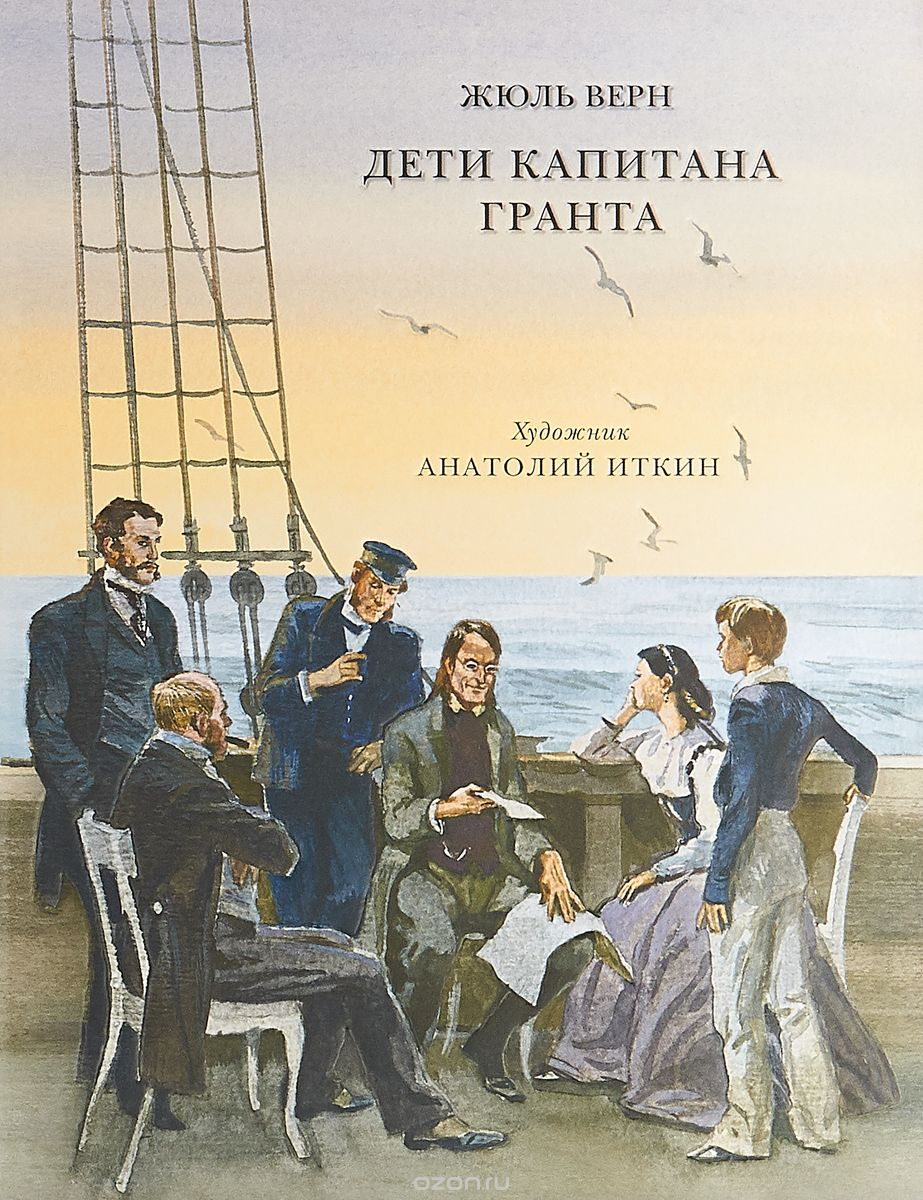 ЖЮЛЬ ВЕРН
ДЕТИ КАПИТАНА
ГРАНТА
Художник
АНАТОЛИЙ ИТКИН
ozon.ru